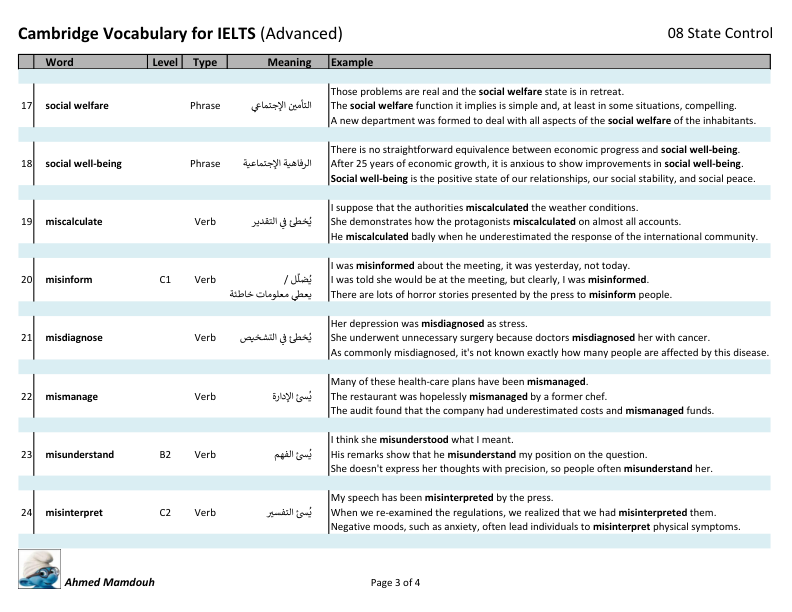 Cambridge Vocabulary for IELTS (Advanced) 08 State Control
Word Level Type Meaning Example
17 social welfare Phrase التأمين الإجتماعي
Those problems are real and the social welfare state is in retreat.
The social welfare function it implies is simple and, at least in some situations, compelling.
A new department was formed to deal with all aspects of the social welfare of the inhabitants.
18 social well-being Phrase الرفاهية الإجتماعية
There is no straightforward equivalence between economic progress and social well-being.
After 25 years of economic growth, it is anxious to show improvements in social well-being.
Social well-being is the positive state of our relationships, our social stability, and social peace.
19 miscalculate Verb يُخطئ في التقدير
I suppose that the authorities miscalculated the weather conditions.
She demonstrates how the protagonists miscalculated on almost all accounts.
He miscalculated badly when he underestimated the response of the international community.
20 misinform C1 Verb يُضلّل /
يعطي معلومات خاطئة
I was misinformed about the meeting, it was yesterday, not today.
I was told she would be at the meeting, but clearly, I was misinformed.
There are lots of horror stories presented by the press to misinform people.
21 misdiagnose Verb يُخطئ في التشخيص
Her depression was misdiagnosed as stress.
She underwent unnecessary surgery because doctors misdiagnosed her with cancer.
As commonly misdiagnosed, it's not known exactly how many people are affected by this disease.
22 mismanage Verb يُسئ الإدارة
Many of these health-care plans have been mismanaged.
The restaurant was hopelessly mismanaged by a former chef.
The audit found that the company had underestimated costs and mismanaged funds.
23 misunderstand B2 Verb يُسئ الفهم
I think she misunderstood what I meant.
His remarks show that he misunderstand my position on the question.
She doesn't express her thoughts with precision, so people often misunderstand her.
24 misinterpret C2 Verb يُسئ التفسير
My speech has been misinterpreted by the press.
When we re-examined the regulations, we realized that we had misinterpreted them.
Negative moods, such as anxiety, often lead individuals to misinterpret physical symptoms.
Ahmed Mamdouh Page 3 of 4